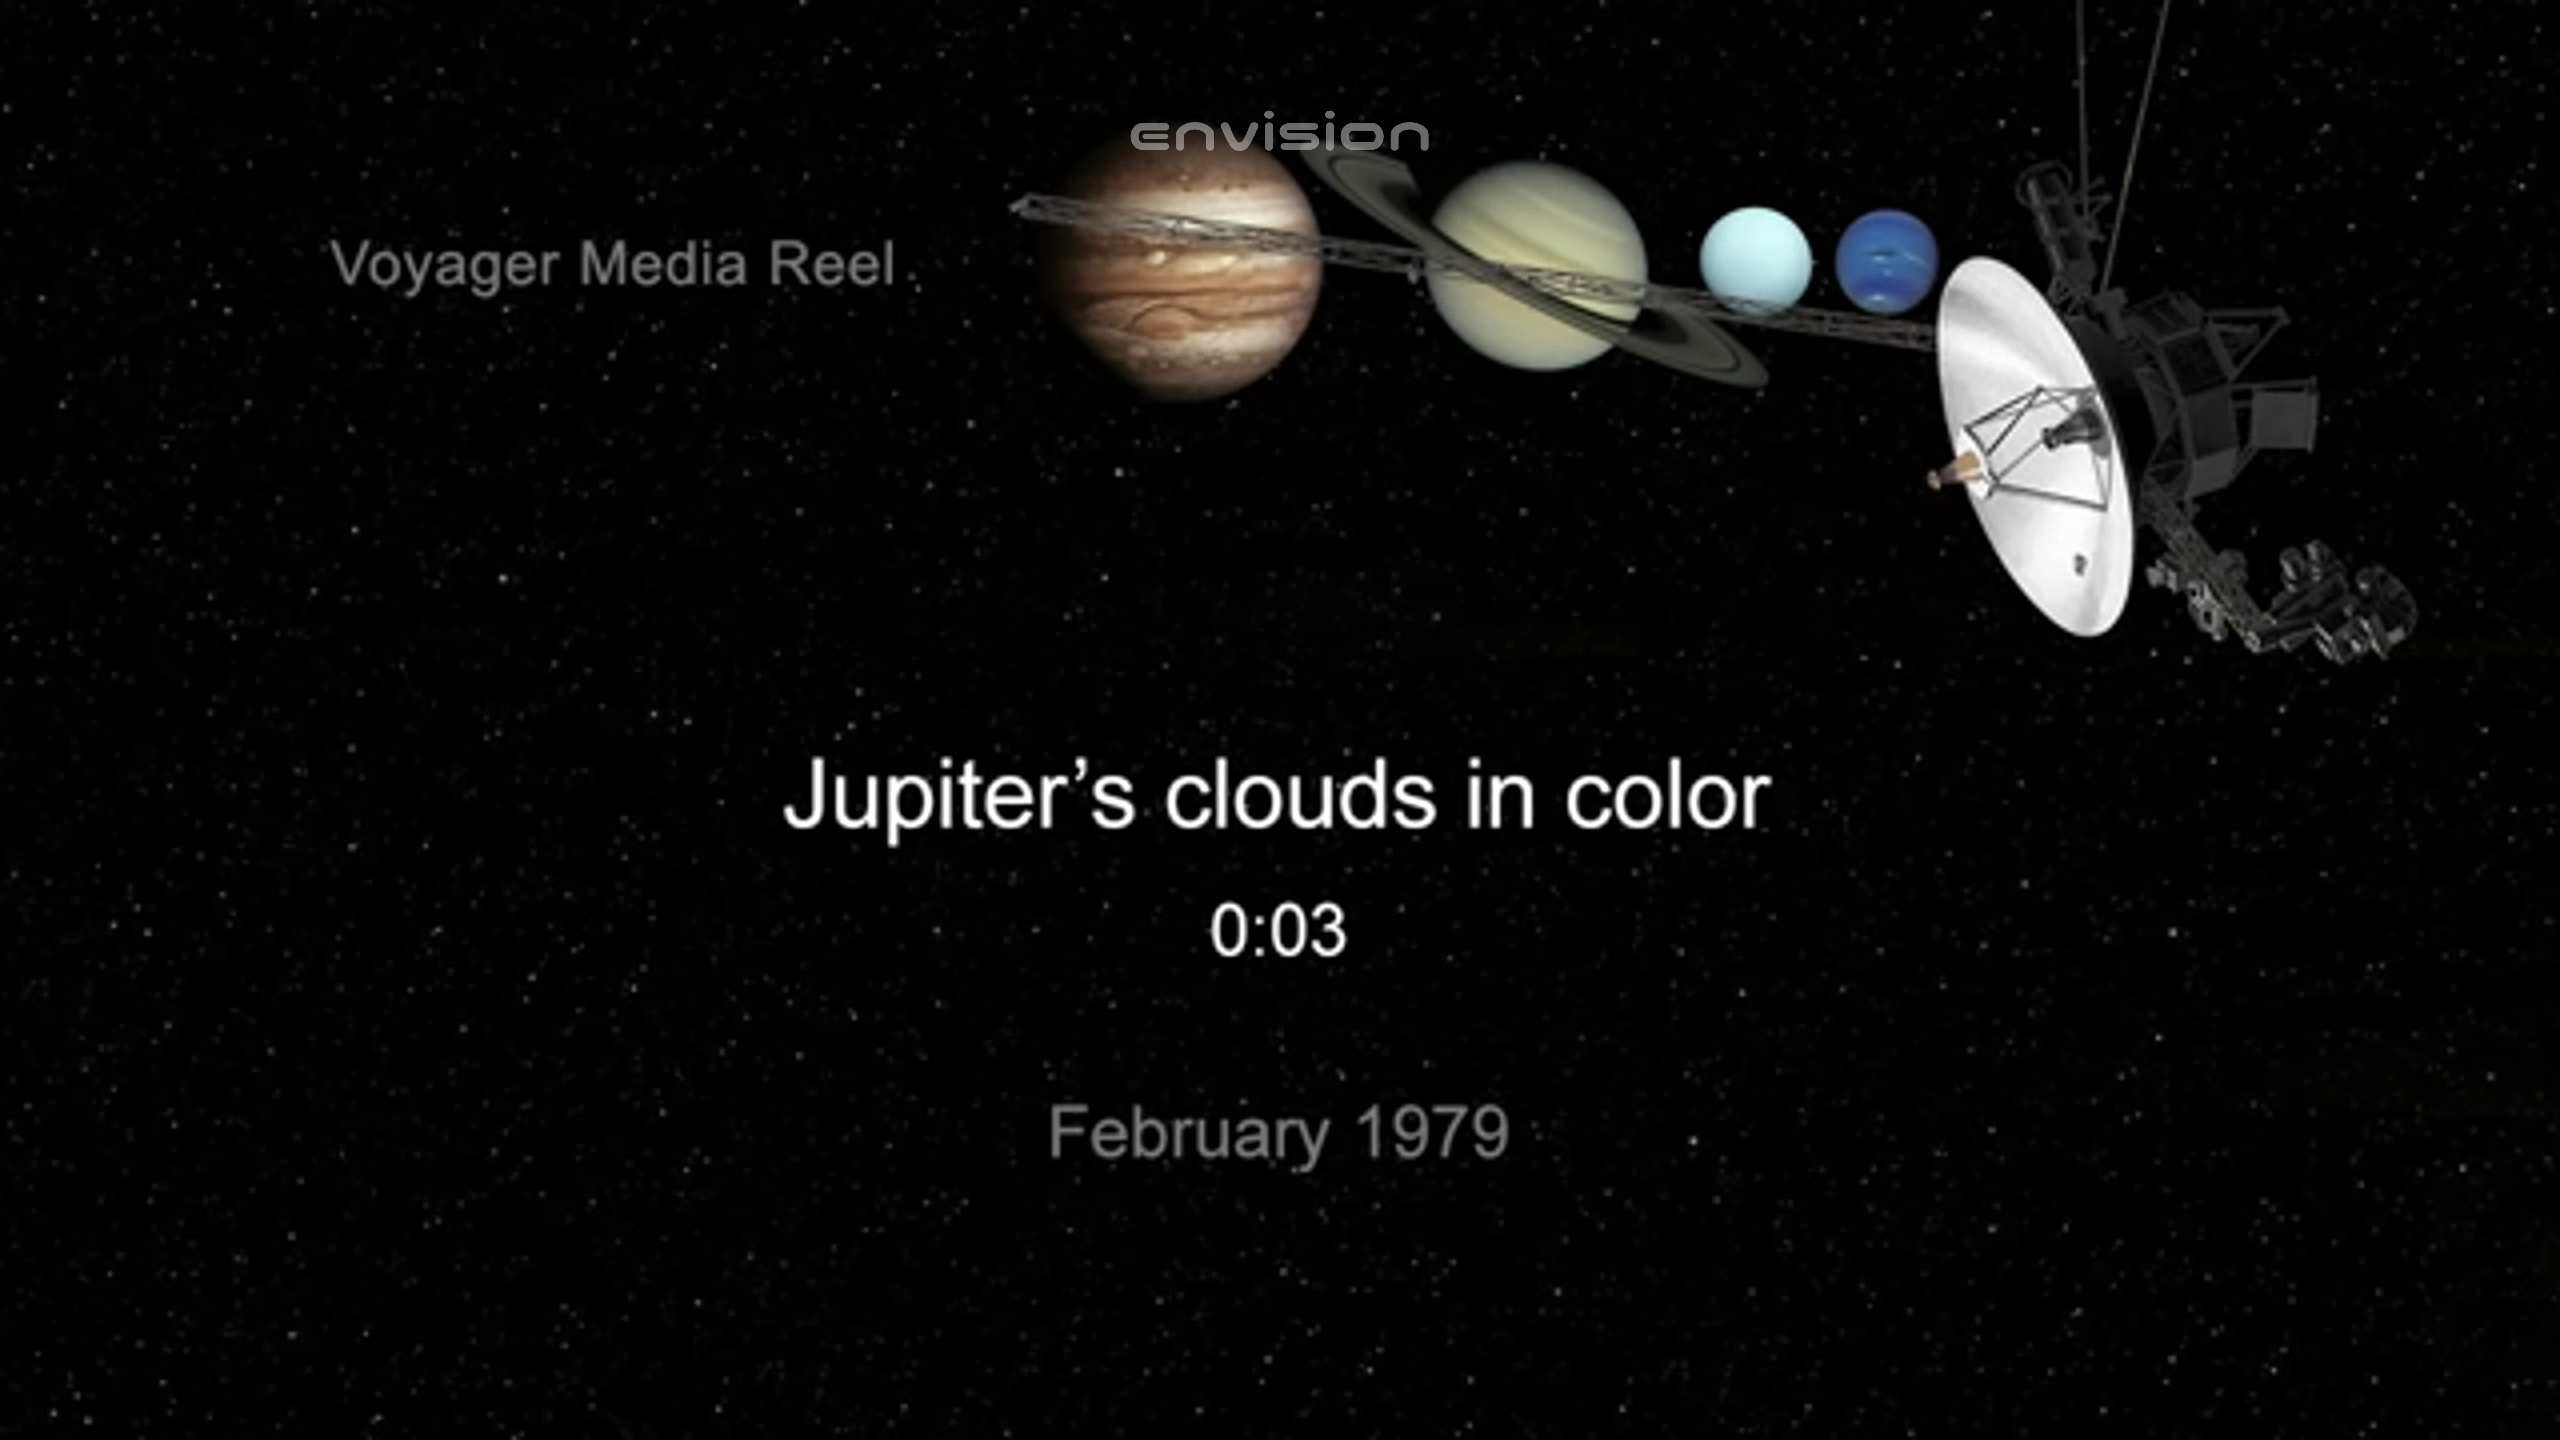 envision
Voyager Media Reel
Jupiter’s clouds in color
0:03
February 1979